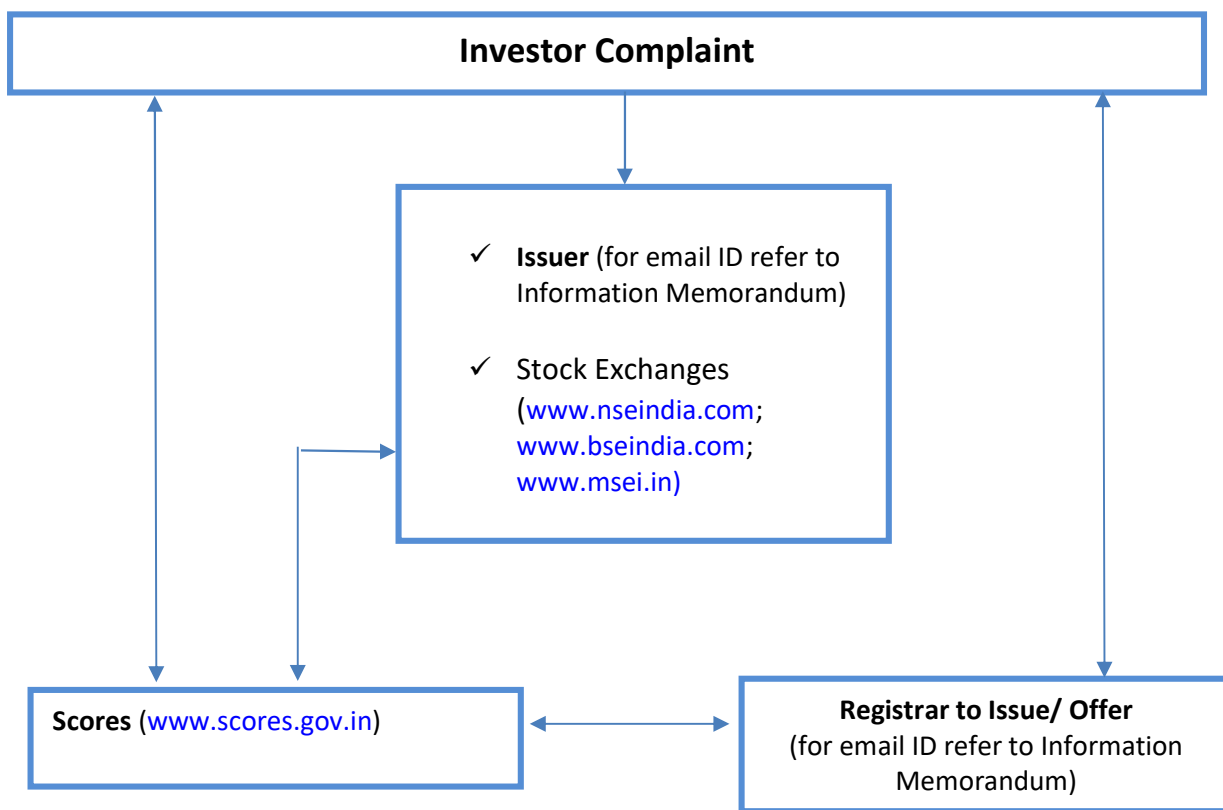 Investor Complaint
✓ Issuer (for email ID refer to
Information Memorandum)
✓ Stock Exchanges
(www.nseindia.com;
www.bseindia.com;
www.msei.in)
Scores (www.scores.gov.in)
Registrar to Issue/ Offer
(for email ID refer to Information
Memorandum)